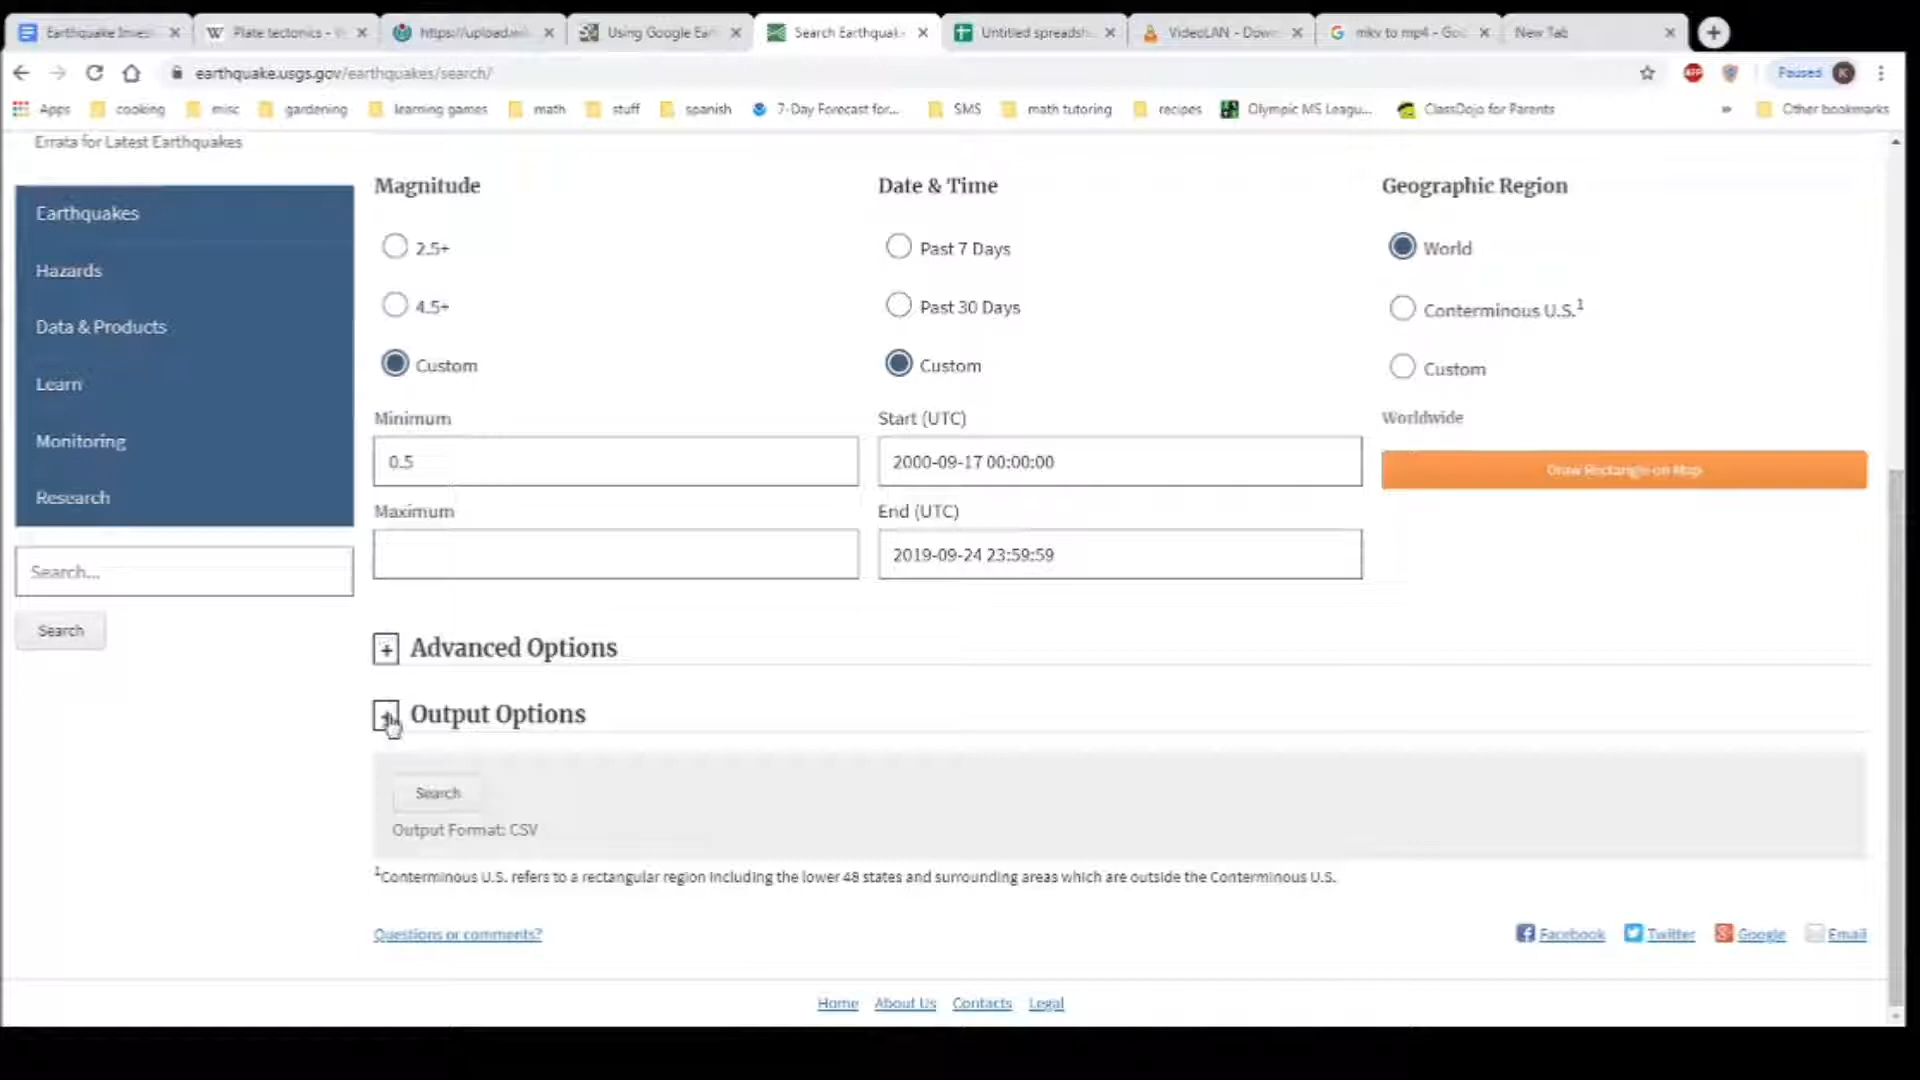 Earthquake Inves
Plate tectonics -
https://upload.wi
Using Google Ear
Search Earthquak
Untitled spreadsh
VideoLAN - Dow
mkv to mp4 - Go
New Tab
earthquake.usgs.gov/earthquakes/search/
Paused K
Apps cooking misc gardening learning games math stuff spanish 7-Day Forecast for... SMS math tutoring recipes Olympic MS Leagu... ClassDojo for Parents » Other bookmarks
Errata for Latest Earthquakes
Earthquakes
Hazards
Data & Products
Learn
Monitoring
Research
Search...
Search
Magnitude
2.5+
4.5+
Custom
Minimum
0.5
Maximum
Date & Time
Past 7 Days
Past 30 Days
Custom
Start (UTC)
2000-09-17 00:00:00
End (UTC)
2019-09-24 23:59:59
Geographic Region
World
Conterminous U.S.1
Custom
Worldwide
Draw Rectangle on Map
+ Advanced Options
Output Options
Search
Output Format: CSV
1Conterminous U.S. refers to a rectangular region including the lower 48 states and surrounding areas which are outside the Conterminous U.S.
Questions or comments?
Facebook Twitter Google Email
Home About Us Contacts Legal